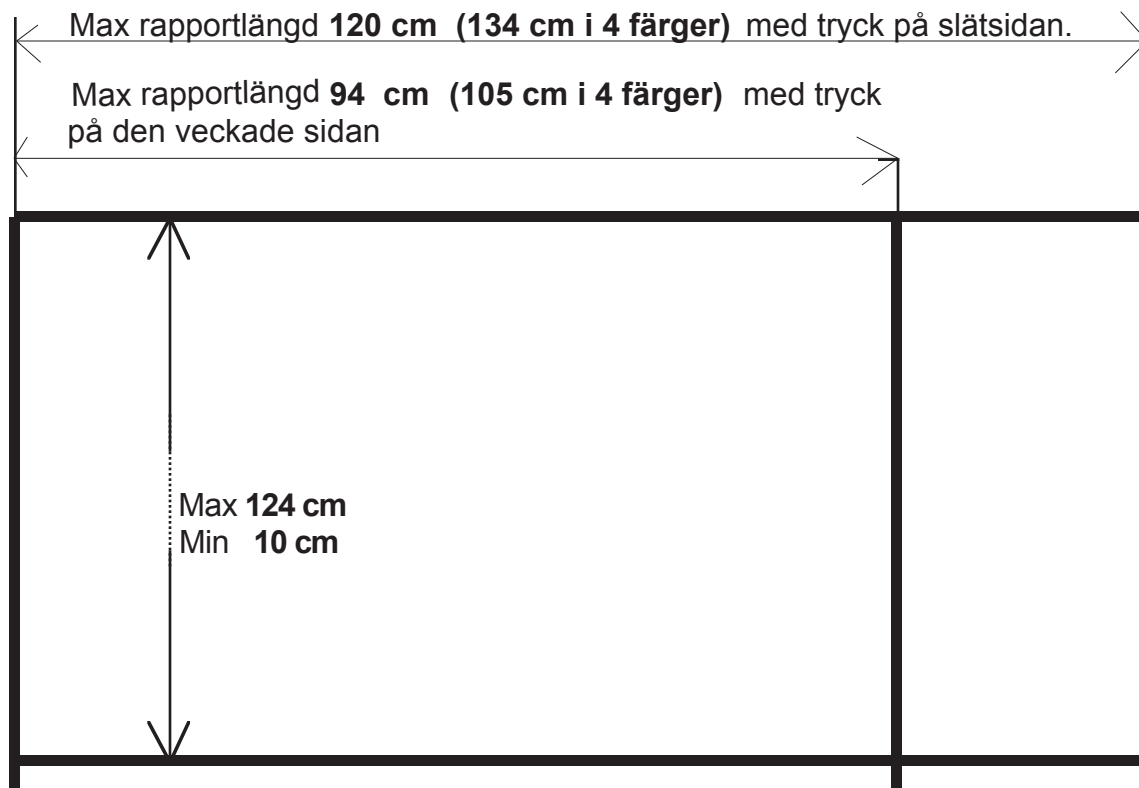 Max rapportlängd 120 cm (134 cm i 4 färger) med tryck på slätsidan.
Max rapportlängd 94 cm (105 cm i 4 färger) med tryck
på den veckade sidan
Max 124 cm
Min 10 cm